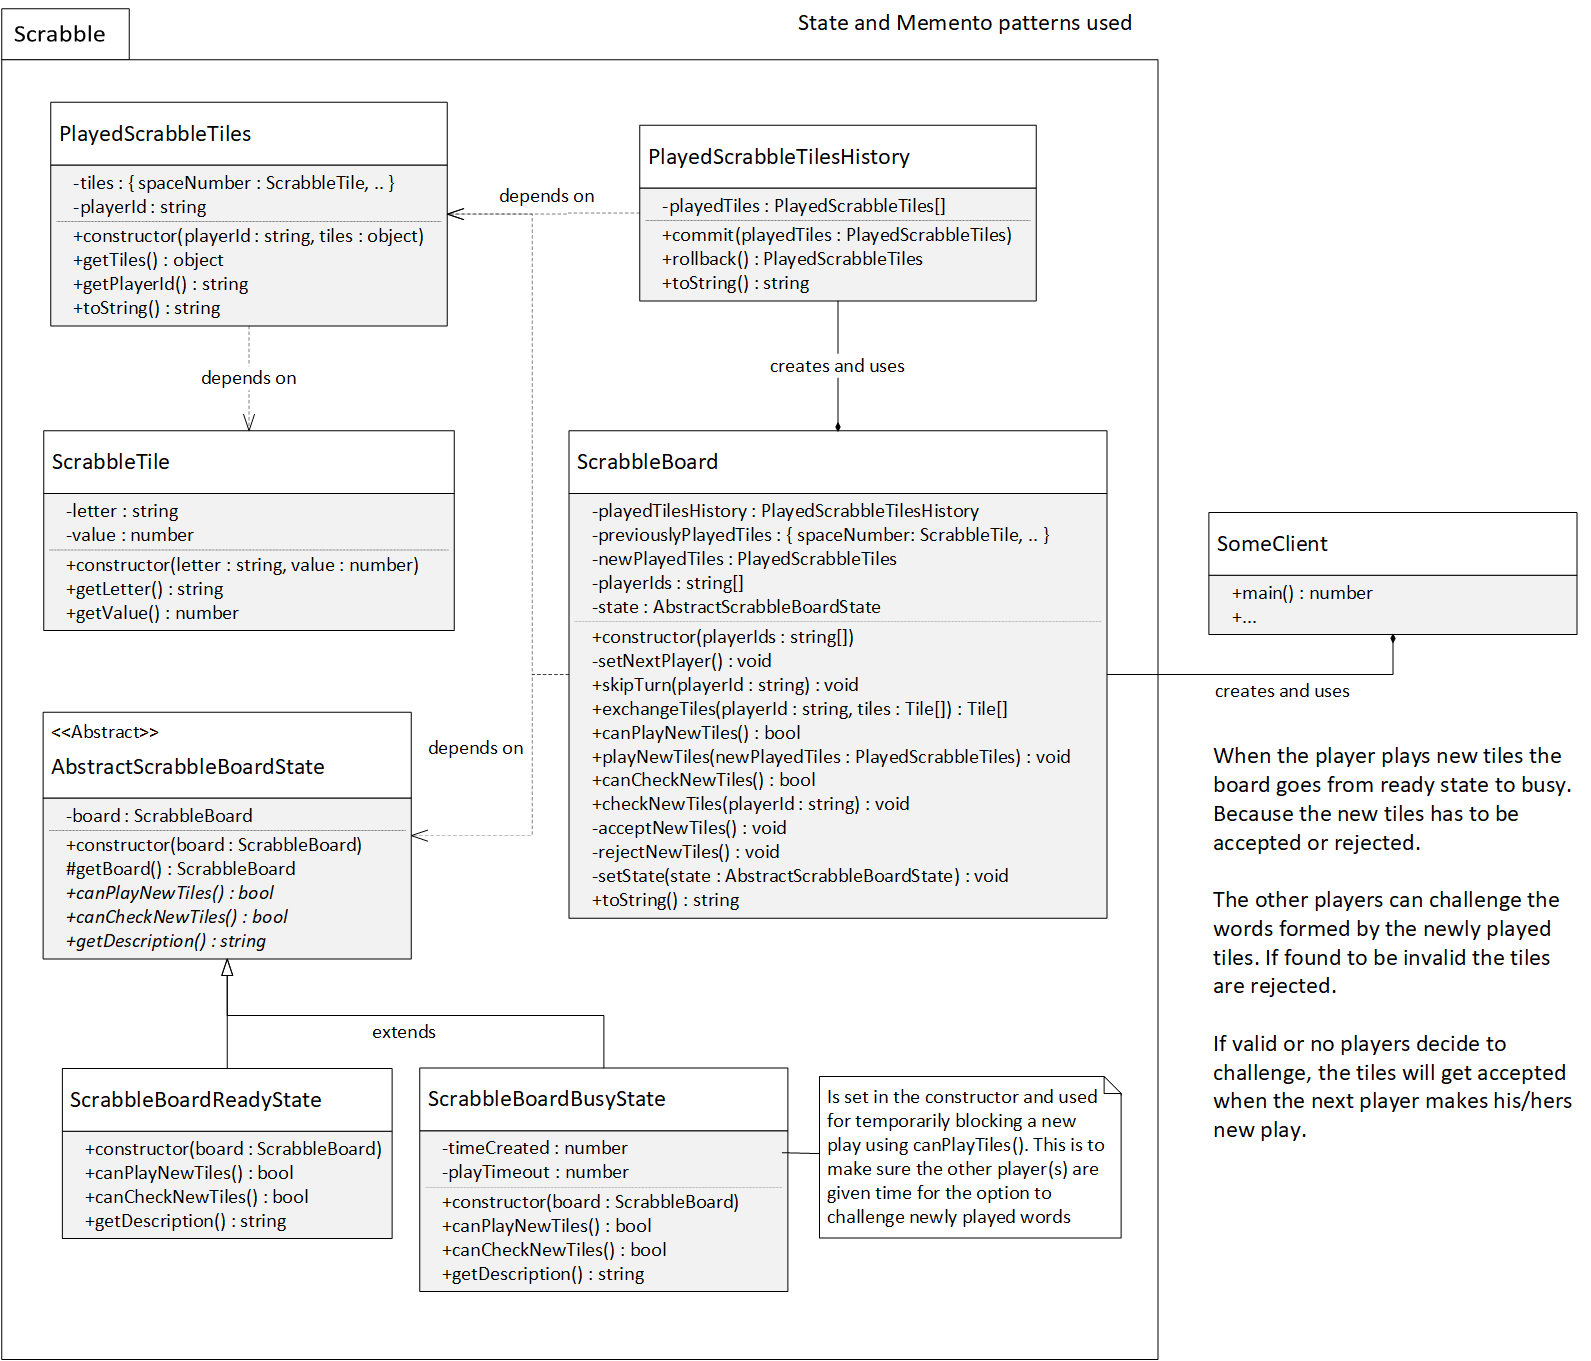 Scrabble
State and Memento patterns used
PlayedScrabbleTiles
-tiles : { spaceNumber : ScrabbleTile, .. }
-playerId : string
+constructor(playerId : string, tiles : object)
+getTiles() : object
+getPlayerId() : string
+toString() : string
depends on
PlayedScrabbleTilesHistory
-playedTiles : PlayedScrabbleTiles[]
+commit(playedTiles : PlayedScrabbleTiles)
+rollback() : PlayedScrabbleTiles
+toString() : string
depends on
creates and uses
ScrabbleTile
-letter : string
-value : number
+constructor(letter : string, value : number)
+getLetter() : string
+getValue() : number
ScrabbleBoard
-playedTilesHistory : PlayedScrabbleTilesHistory
-previouslyPlayedTiles : { spaceNumber: ScrabbleTile, .. }
-newPlayedTiles : PlayedScrabbleTiles
-playerIds : string[]
-state : AbstractScrabbleBoardState
+constructor(playerIds : string[])
-setNextPlayer() : void
+skipTurn(playerId : string) : void
+exchangeTiles(playerId : string, tiles : Tile[]) : Tile[]
+canPlayNewTiles() : bool
+playNewTiles(newPlayedTiles : PlayedScrabbleTiles) : void
+canCheckNewTiles() : bool
+checkNewTiles(playerId : string) : void
-acceptNewTiles() : void
-rejectNewTiles() : void
-setState(state : AbstractScrabbleBoardState) : void
+toString() : string
SomeClient
+main() : number
+...
creates and uses
depends on
<<Abstract>>
AbstractScrabbleBoardState
-board : ScrabbleBoard
+constructor(board : ScrabbleBoard)
#getBoard() : ScrabbleBoard
+canPlayNewTiles() : bool
+canCheckNewTiles() : bool
+getDescription() : string
extends
When the player plays new tiles the
board goes from ready state to busy.
Because the new tiles has to be
accepted or rejected.
The other players can challenge the
words formed by the newly played
tiles. If found to be invalid the tiles
are rejected.
If valid or no players decide to
challenge, the tiles will get accepted
when the next player makes his/hers
new play.
ScrabbleBoardReadyState
+constructor(board : ScrabbleBoard)
+canPlayNewTiles() : bool
+canCheckNewTiles() : bool
+getDescription() : string
ScrabbleBoardBusyState
-timeCreated : number
-playTimeout : number
+constructor(board : ScrabbleBoard)
+canPlayNewTiles() : bool
+canCheckNewTiles() : bool
+getDescription() : string
Is set in the constructor and used
for temporarily blocking a new
play using canPlayTiles(). This is to
make sure the other player(s) are
given time for the option to
challenge newly played words